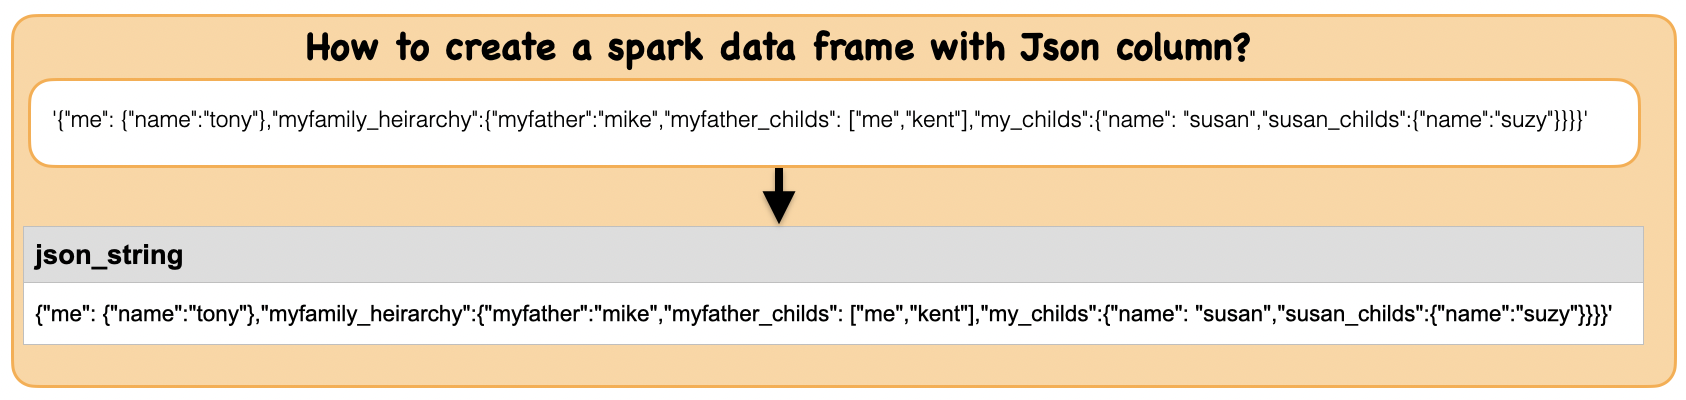 How to create a spark data frame with Json column?
'{"me": {"name":"tony"},"myfamily_heirarchy":{"myfather":"mike","myfather_childs": ["me","kent"],"my_childs":{"name": "susan","susan_childs":{"name":"suzy"}}}}'
json_string
{"me": {"name":"tony"},"myfamily_heirarchy":{"myfather":"mike","myfather_childs": ["me","kent"],"my_childs":{"name": "susan","susan_childs":{"name":"suzy"}}}}'